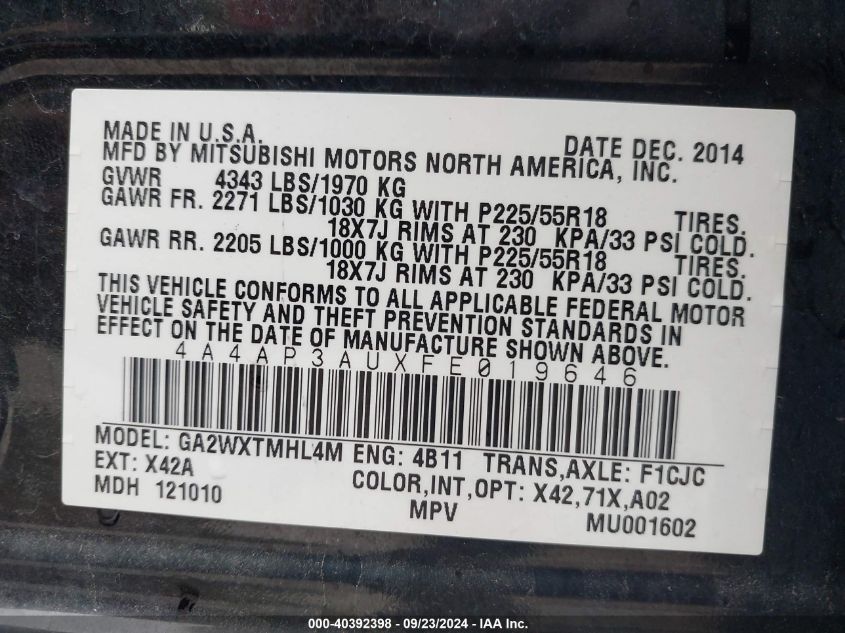 MADE IN U.S.A. DATE DEC. 2014
MFD BY MITSUBISHI MOTORS NORTH AMERICA, INC.
GVWR 4343 LBS/1970 KG
GAWR FR. 2271 LBS/1030 KG WITH P225/55R18 TIRES.
18X7J RIMS AT 230 KPA/33 PSI COLD.
GAWR RR. 2205 LBS/1000 KG WITH P225/55R18 TIRES.
18X7J RIMS AT 230 KPA/33 PSI COLD.
THIS VEHICLE CONFORMS TO ALL APPLICABLE FEDERAL MOTOR
VEHICLE SAFETY AND THEFT PREVENTION STANDARDS IN
EFFECT ON THE DATE OF MANUFACTURE SHOWN ABOVE.
4A4AP3AUXFE019646
MODEL: GA2WXTMHL4M ENG: 4B11 TRANS,AXLE: F1CJC
EXT: X42A COLOR,INT,OPT: X42,71X,A02
MDH 121010 MPV MU001602
000-40392398 - 09/23/2024 - IAA Inc.